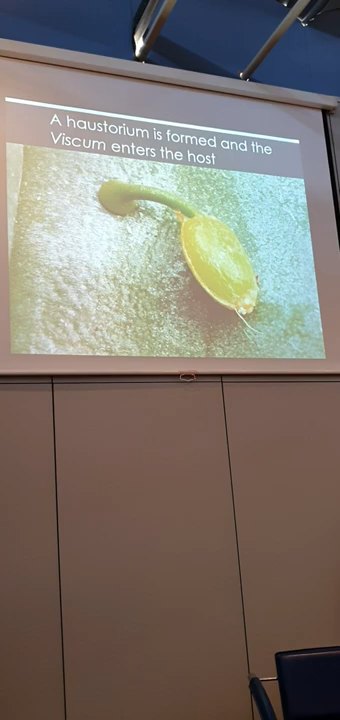 A haustorium is formed and the
Viscum enters the host